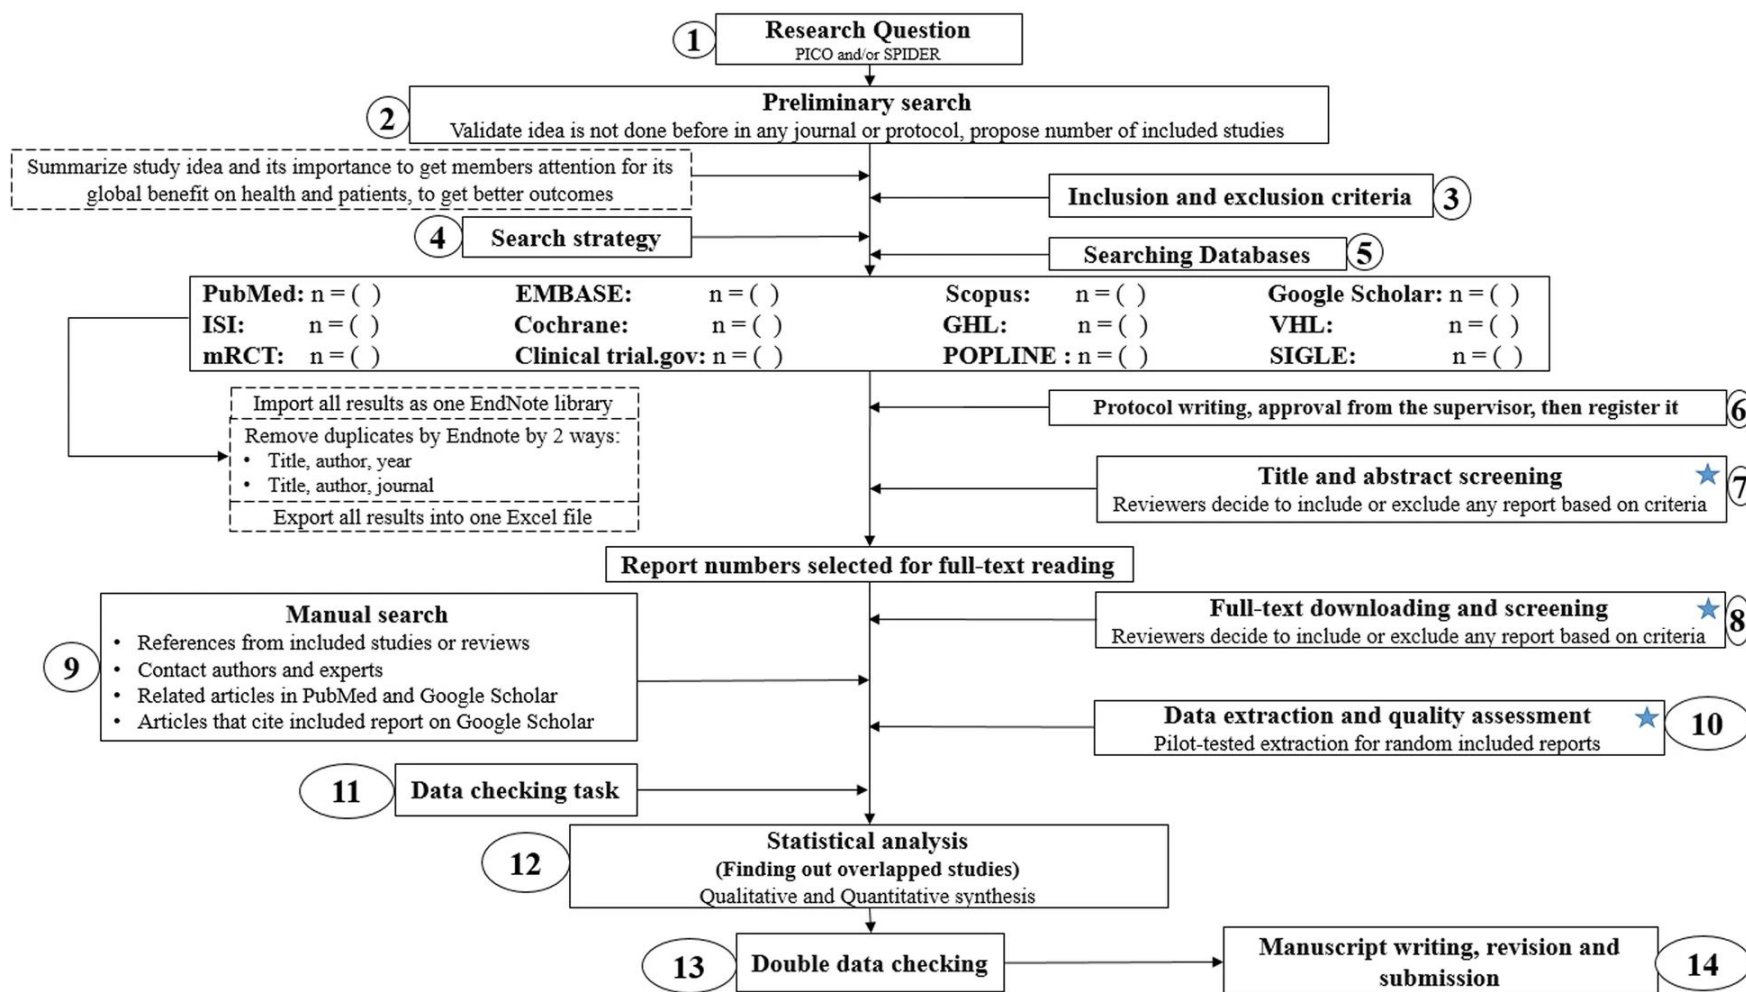 1
Research Question
PICO and/or SPIDER
2
Preliminary search
Validate idea is not done before in any journal or protocol, propose number of included studies
Summarize study idea and its importance to get members attention for its
global benefit on health and patients, to get better outcomes
Inclusion and exclusion criteria
3
4
Search strategy
Searching Databases
5
PubMed: n = ( ) EMBASE: n = ( ) Scopus: n = ( ) Google Scholar: n = ( )
ISI: n = ( ) Cochrane: n = ( ) GHL: n = ( ) VHL: n = ( )
mRCT: n = ( ) Clinical trial.gov: n = ( ) POPLINE : n = ( ) SIGLE: n = ( )
Import all results as one EndNote library
Remove duplicates by Endnote by 2 ways:
• Title, author, year
• Title, author, journal
Export all results into one Excel file
Protocol writing, approval from the supervisor, then register it
6
Title and abstract screening
Reviewers decide to include or exclude any report based on criteria
7
Report numbers selected for full-text reading
Full-text downloading and screening
Reviewers decide to include or exclude any report based on criteria
8
9
Manual search
• References from included studies or reviews
• Contact authors and experts
• Related articles in PubMed and Google Scholar
• Articles that cite included report on Google Scholar
Data extraction and quality assessment
Pilot-tested extraction for random included reports
10
11
Data checking task
12
Statistical analysis
(Finding out overlapped studies)
Qualitative and Quantitative synthesis
13
Double data checking
Manuscript writing, revision and
submission
14